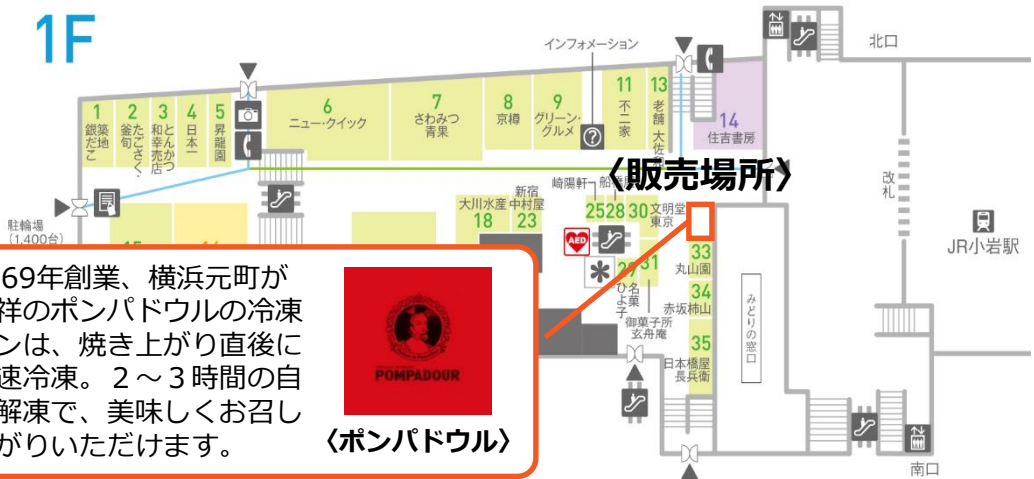 1F
インフォメーション
北口
1
築地
銀だこ
2
たごさく・
釜旬
3
とんかつ
和幸売店
4
日本一
5
昇龍園
6
ニュー・クイック
7
さわみつ
青果
8
京樽
9
グリーン・
グルメ
11
不二家
13
老舗 大佐和
14
住吉書房
改札
JR小岩駅
〈販売場所〉
崎陽軒
船橋屋
新宿
中村屋
大川水産
18
23
25
28
30
文明堂
東京
駐輪場
(1,400台)
AED
29
名菓
ひよ子
31
御菓子所
玄舟庵
33
丸山園
34
赤坂柿山
35
日本橋屋
長兵衛
みどりの窓口
南口
69年創業、横浜元町が
祥のポンパドウルの冷凍
ンは、焼き上がり直後に
速冷凍。２～３時間の自
解凍で、美味しくお召し
がりいただけます。
POMPADOUR
〈ポンパドウル〉